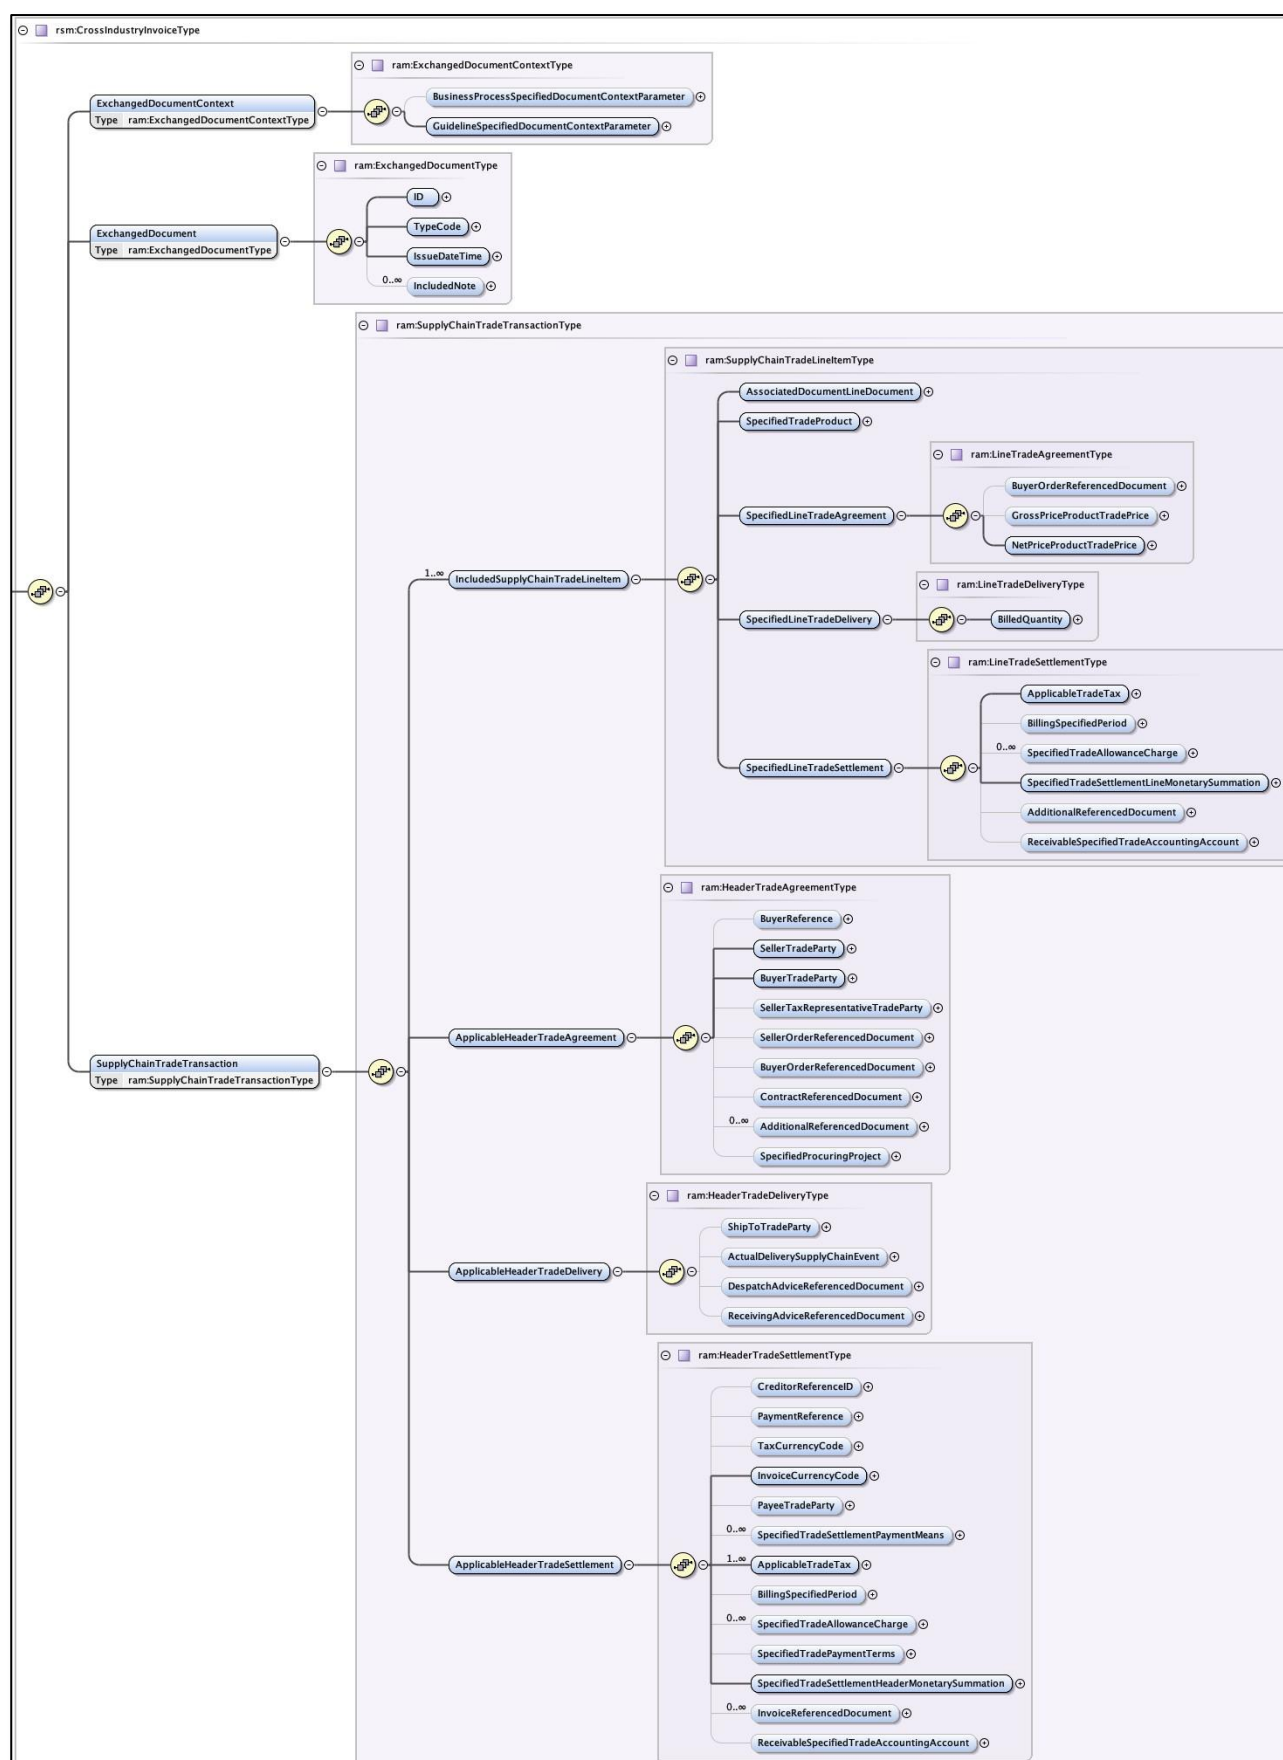 rsm:CrossIndustryInvoiceType
ram:ExchangedDocumentContextType
BusinessProcessSpecifiedDocumentContextParameter
ExchangedDocumentContext
Type ram:ExchangedDocumentContextType
GuidelineSpecifiedDocumentContextParameter
ram:ExchangedDocumentType
ID
TypeCode
ExchangedDocument
Type ram:ExchangedDocumentType
IssueDateTime
0..∞ IncludedNote
ram:SupplyChainTradeTransactionType
ram:SupplyChainTradeLineItemType
AssociatedDocumentLineDocument
SpecifiedTradeProduct
ram:LineTradeAgreementType
BuyerOrderReferencedDocument
SpecifiedLineTradeAgreement
GrossPriceProductTradePrice
NetPriceProductTradePrice
1..∞ IncludedSupplyChainTradeLineItem
ram:LineTradeDeliveryType
SpecifiedLineTradeDelivery
BilledQuantity
ram:LineTradeSettlementType
ApplicableTradeTax
BillingSpecifiedPeriod
0..∞ SpecifiedTradeAllowanceCharge
SpecifiedLineTradeSettlement
SpecifiedTradeSettlementLineMonetarySummation
AdditionalReferencedDocument
ReceivableSpecifiedTradeAccountingAccount
ram:HeaderTradeAgreementType
BuyerReference
SellerTradeParty
BuyerTradeParty
SellerTaxRepresentativeTradeParty
ApplicableHeaderTradeAgreement
SellerOrderReferencedDocument
SupplyChainTradeTransaction
Type ram:SupplyChainTradeTransactionType
BuyerOrderReferencedDocument
ContractReferencedDocument
0..∞ AdditionalReferencedDocument
SpecifiedProcuringProject
ram:HeaderTradeDeliveryType
ShipToTradeParty
ActualDeliverySupplyChainEvent
ApplicableHeaderTradeDelivery
DespatchAdviceReferencedDocument
ReceivingAdviceReferencedDocument
ram:HeaderTradeSettlementType
CreditorReferenceID
PaymentReference
TaxCurrencyCode
InvoiceCurrencyCode
PayeeTradeParty
0..∞ SpecifiedTradeSettlementPaymentMeans
ApplicableHeaderTradeSettlement
1..∞ ApplicableTradeTax
BillingSpecifiedPeriod
0..∞ SpecifiedTradeAllowanceCharge
SpecifiedTradePaymentTerms
SpecifiedTradeSettlementHeaderMonetarySummation
0..∞ InvoiceReferencedDocument
ReceivableSpecifiedTradeAccountingAccount